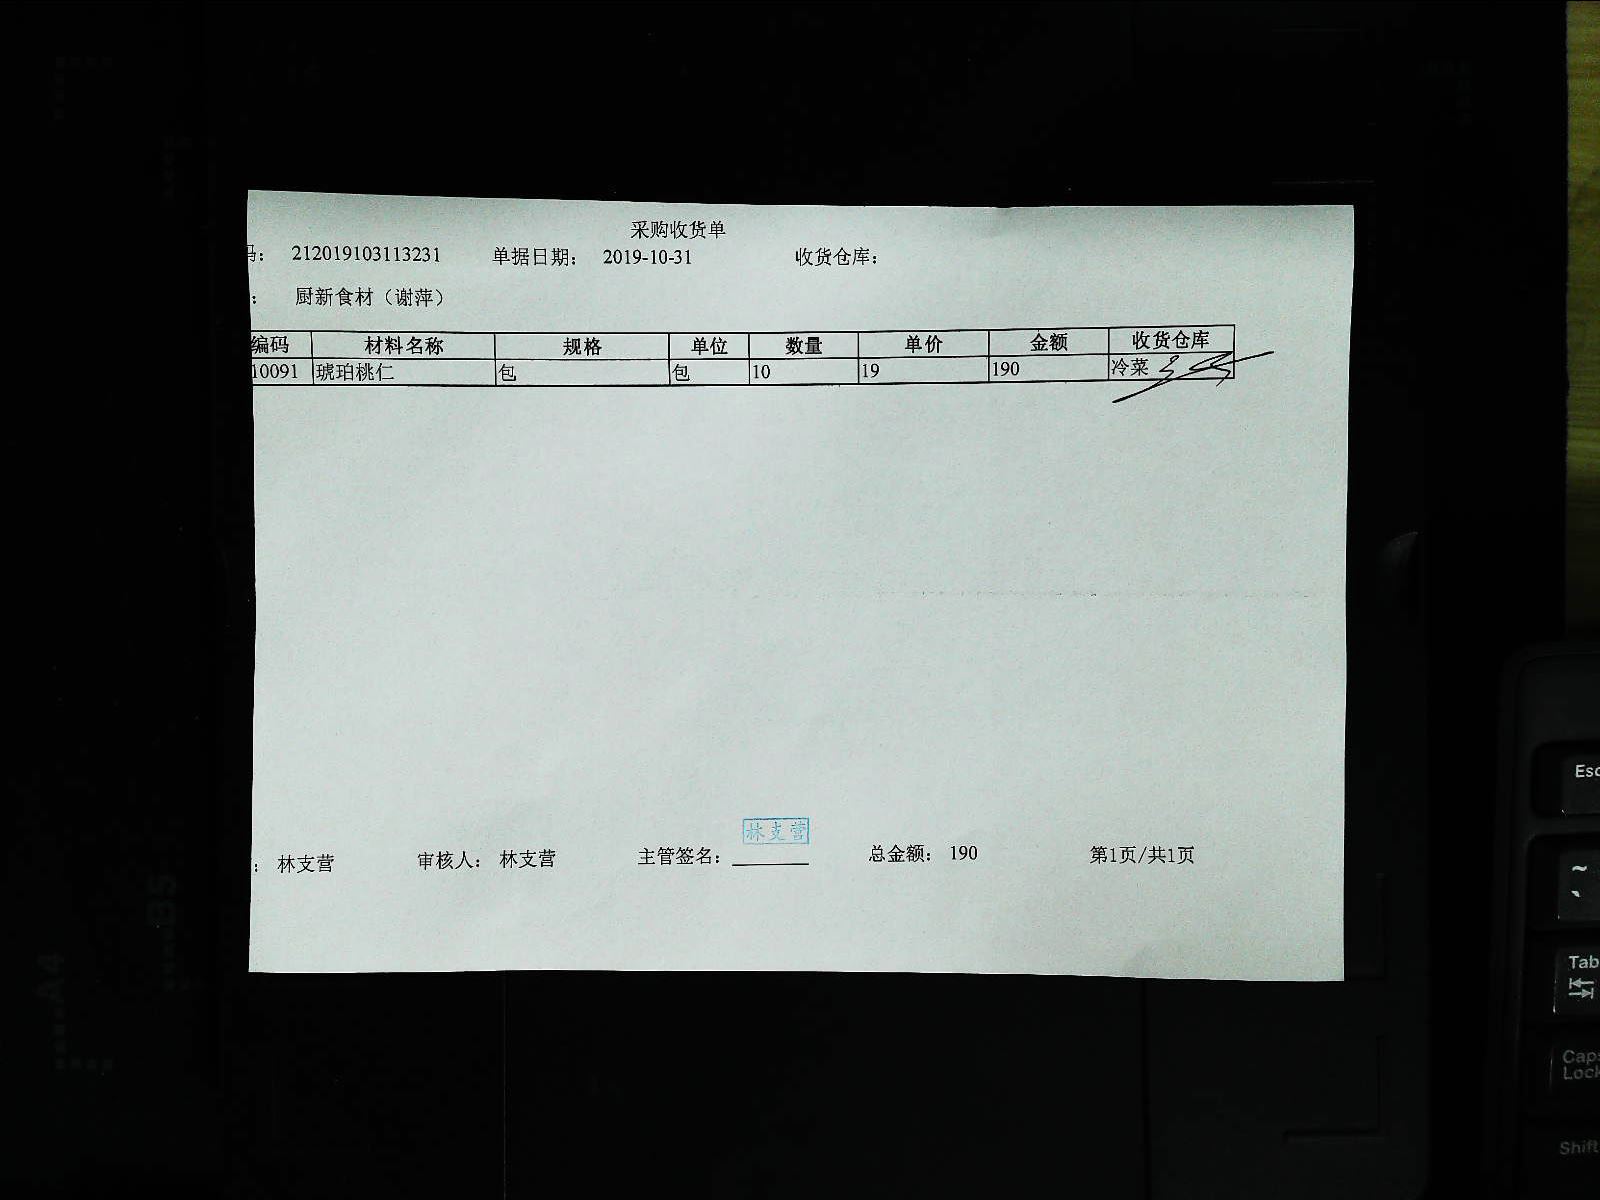 采购收货单
码： 212019103113231 单据日期： 2019-10-31 收货仓库：
： 厨新食材（谢萍）
编码 材料名称 规格 单位 数量 单价 金额 收货仓库
10091 琥珀桃仁 包 包 10 19 190 冷菜
林支营
： 林支营 审核人： 林支营 主管签名： 总金额： 190 第1页/共1页
Esc
~
`
Tab
Caps
Lock
Shift
A4
B5